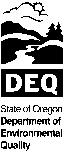 DEQ
State of Oregon
Department of
Environmental
Quality